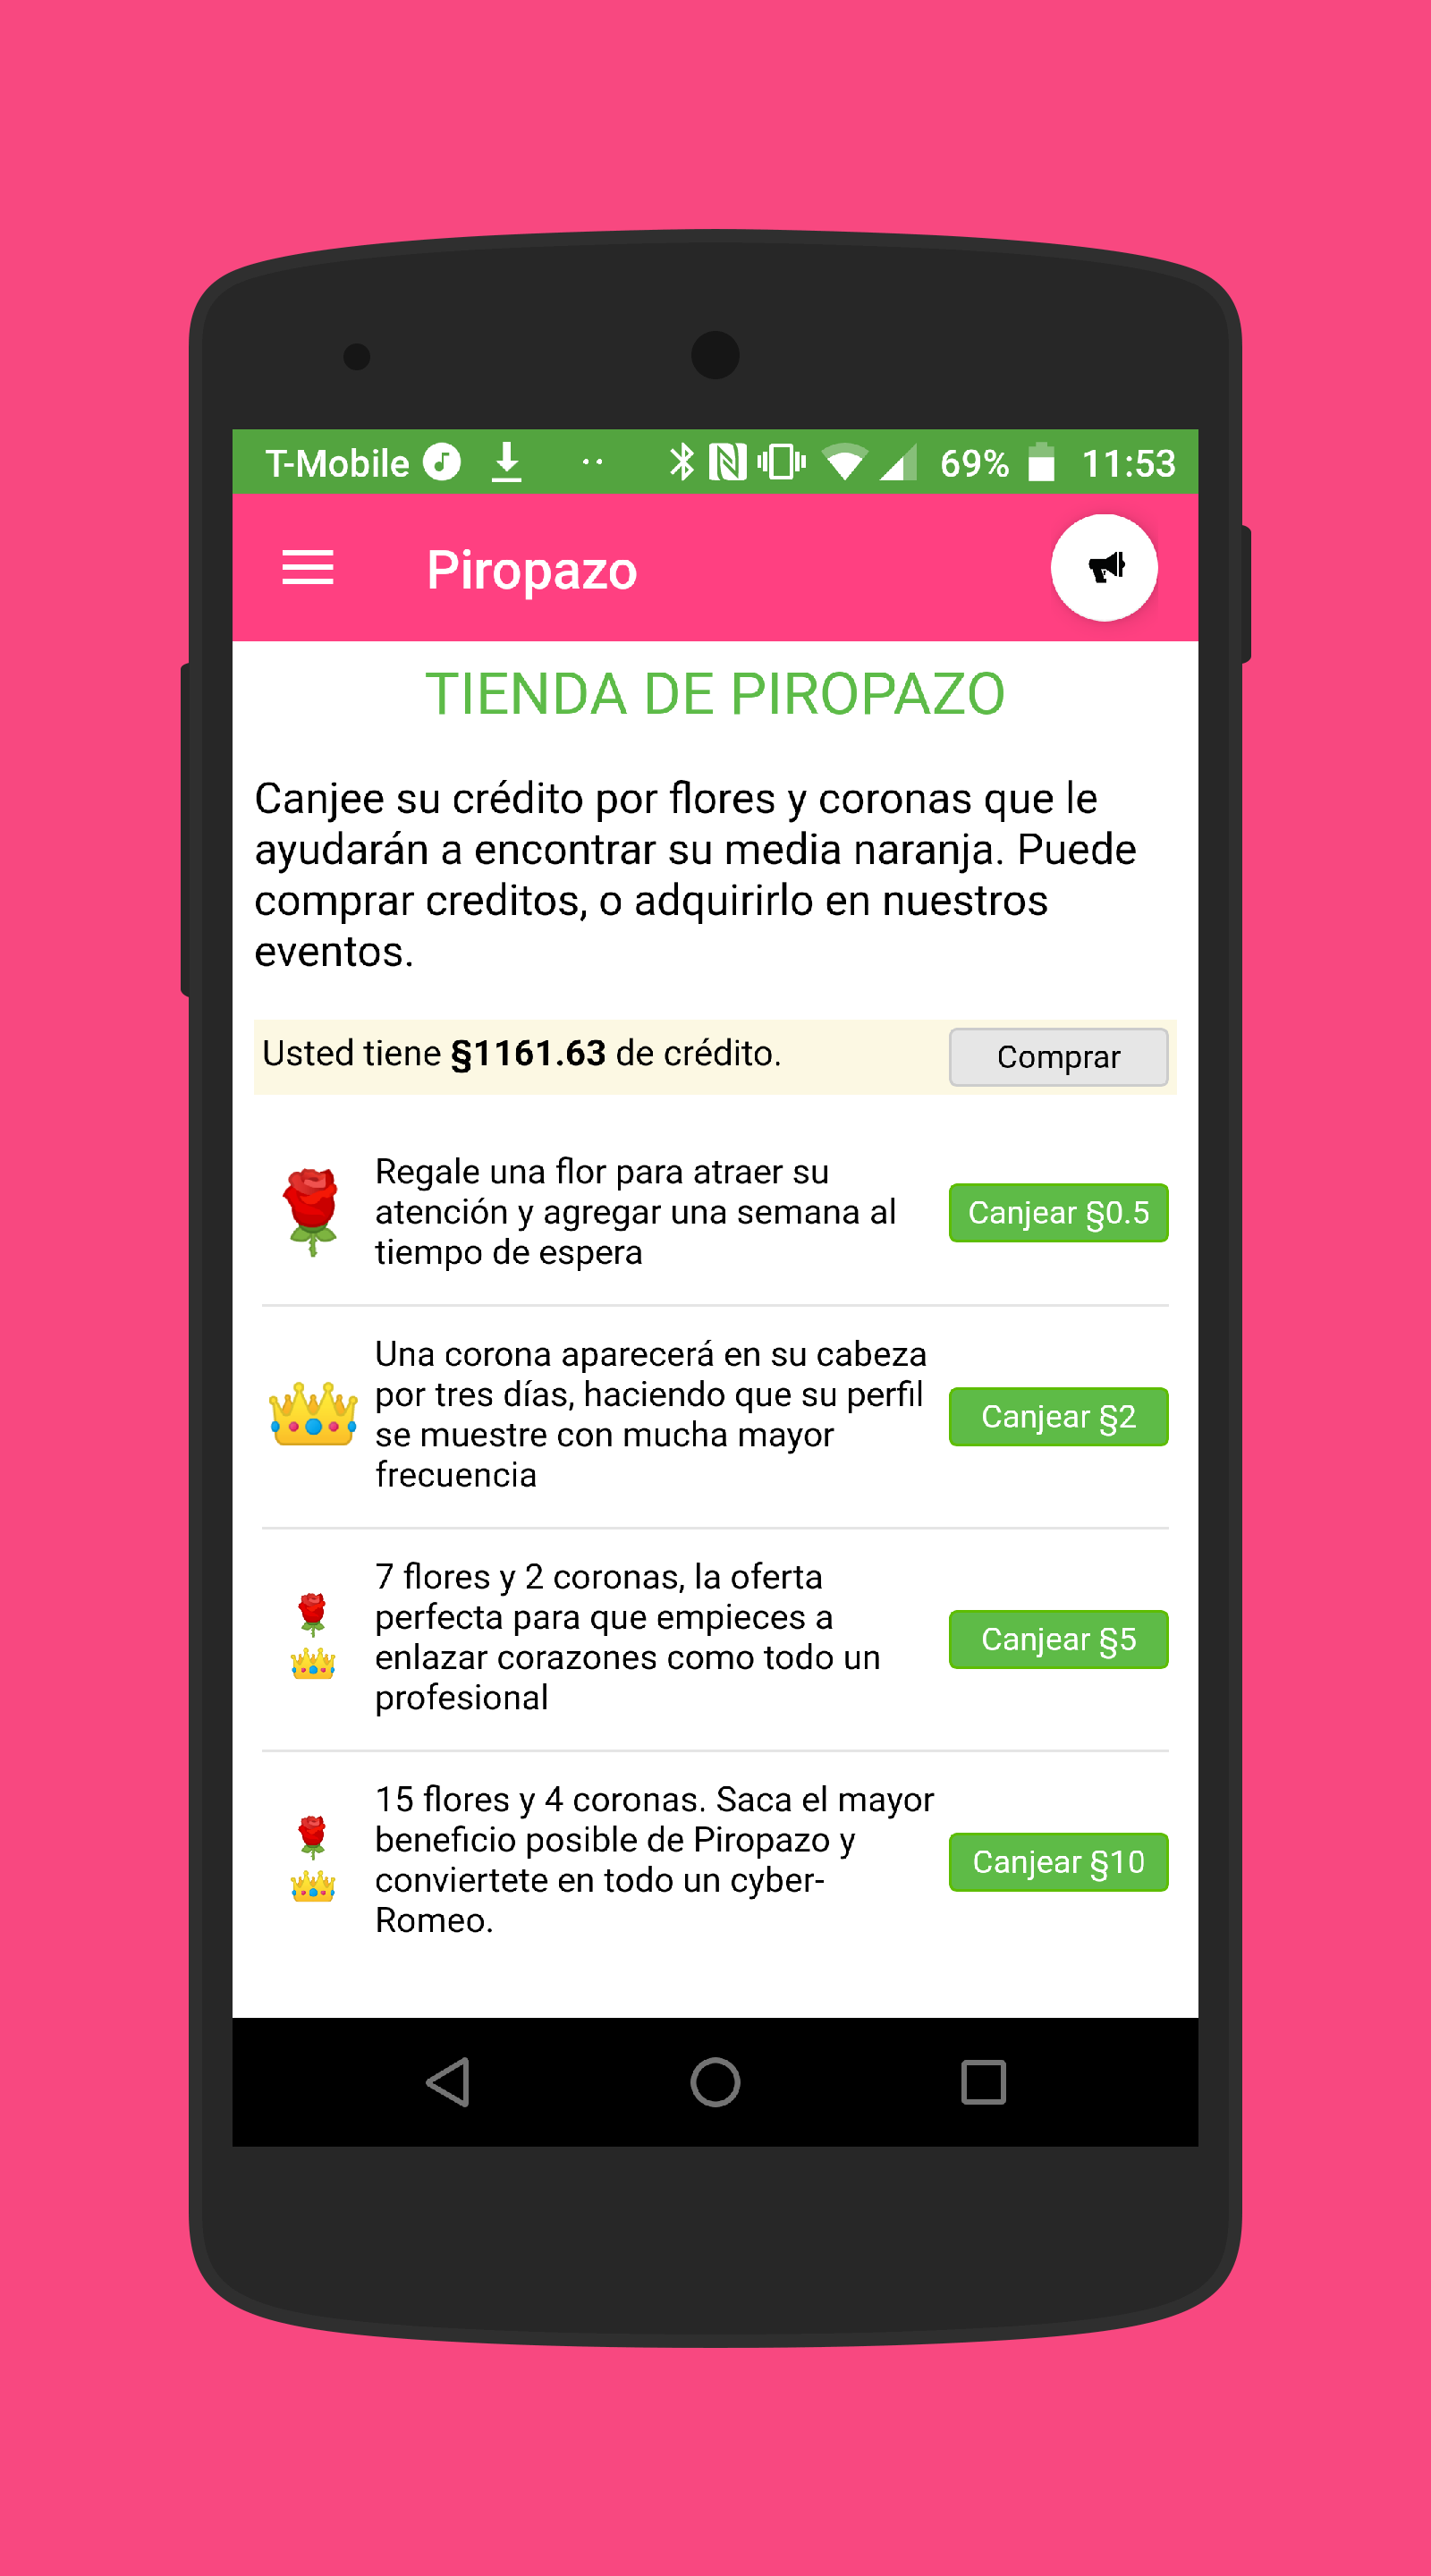 T-Mobile 69% 11:53
Piropazo
TIENDA DE PIROPAZO
Canjee su crédito por flores y coronas que le
ayudarán a encontrar su media naranja. Puede
comprar creditos, o adquirirlo en nuestros
eventos.
Usted tiene §1161.63 de crédito.
Comprar
Regale una flor para atraer su
atención y agregar una semana al
tiempo de espera
Canjear §0.5
Una corona aparecerá en su cabeza
por tres días, haciendo que su perfil
se muestre con mucha mayor
frecuencia
Canjear §2
7 flores y 2 coronas, la oferta
perfecta para que empieces a
enlazar corazones como todo un
profesional
Canjear §5
15 flores y 4 coronas. Saca el mayor
beneficio posible de Piropazo y
conviertete en todo un cyber-
Romeo.
Canjear §10